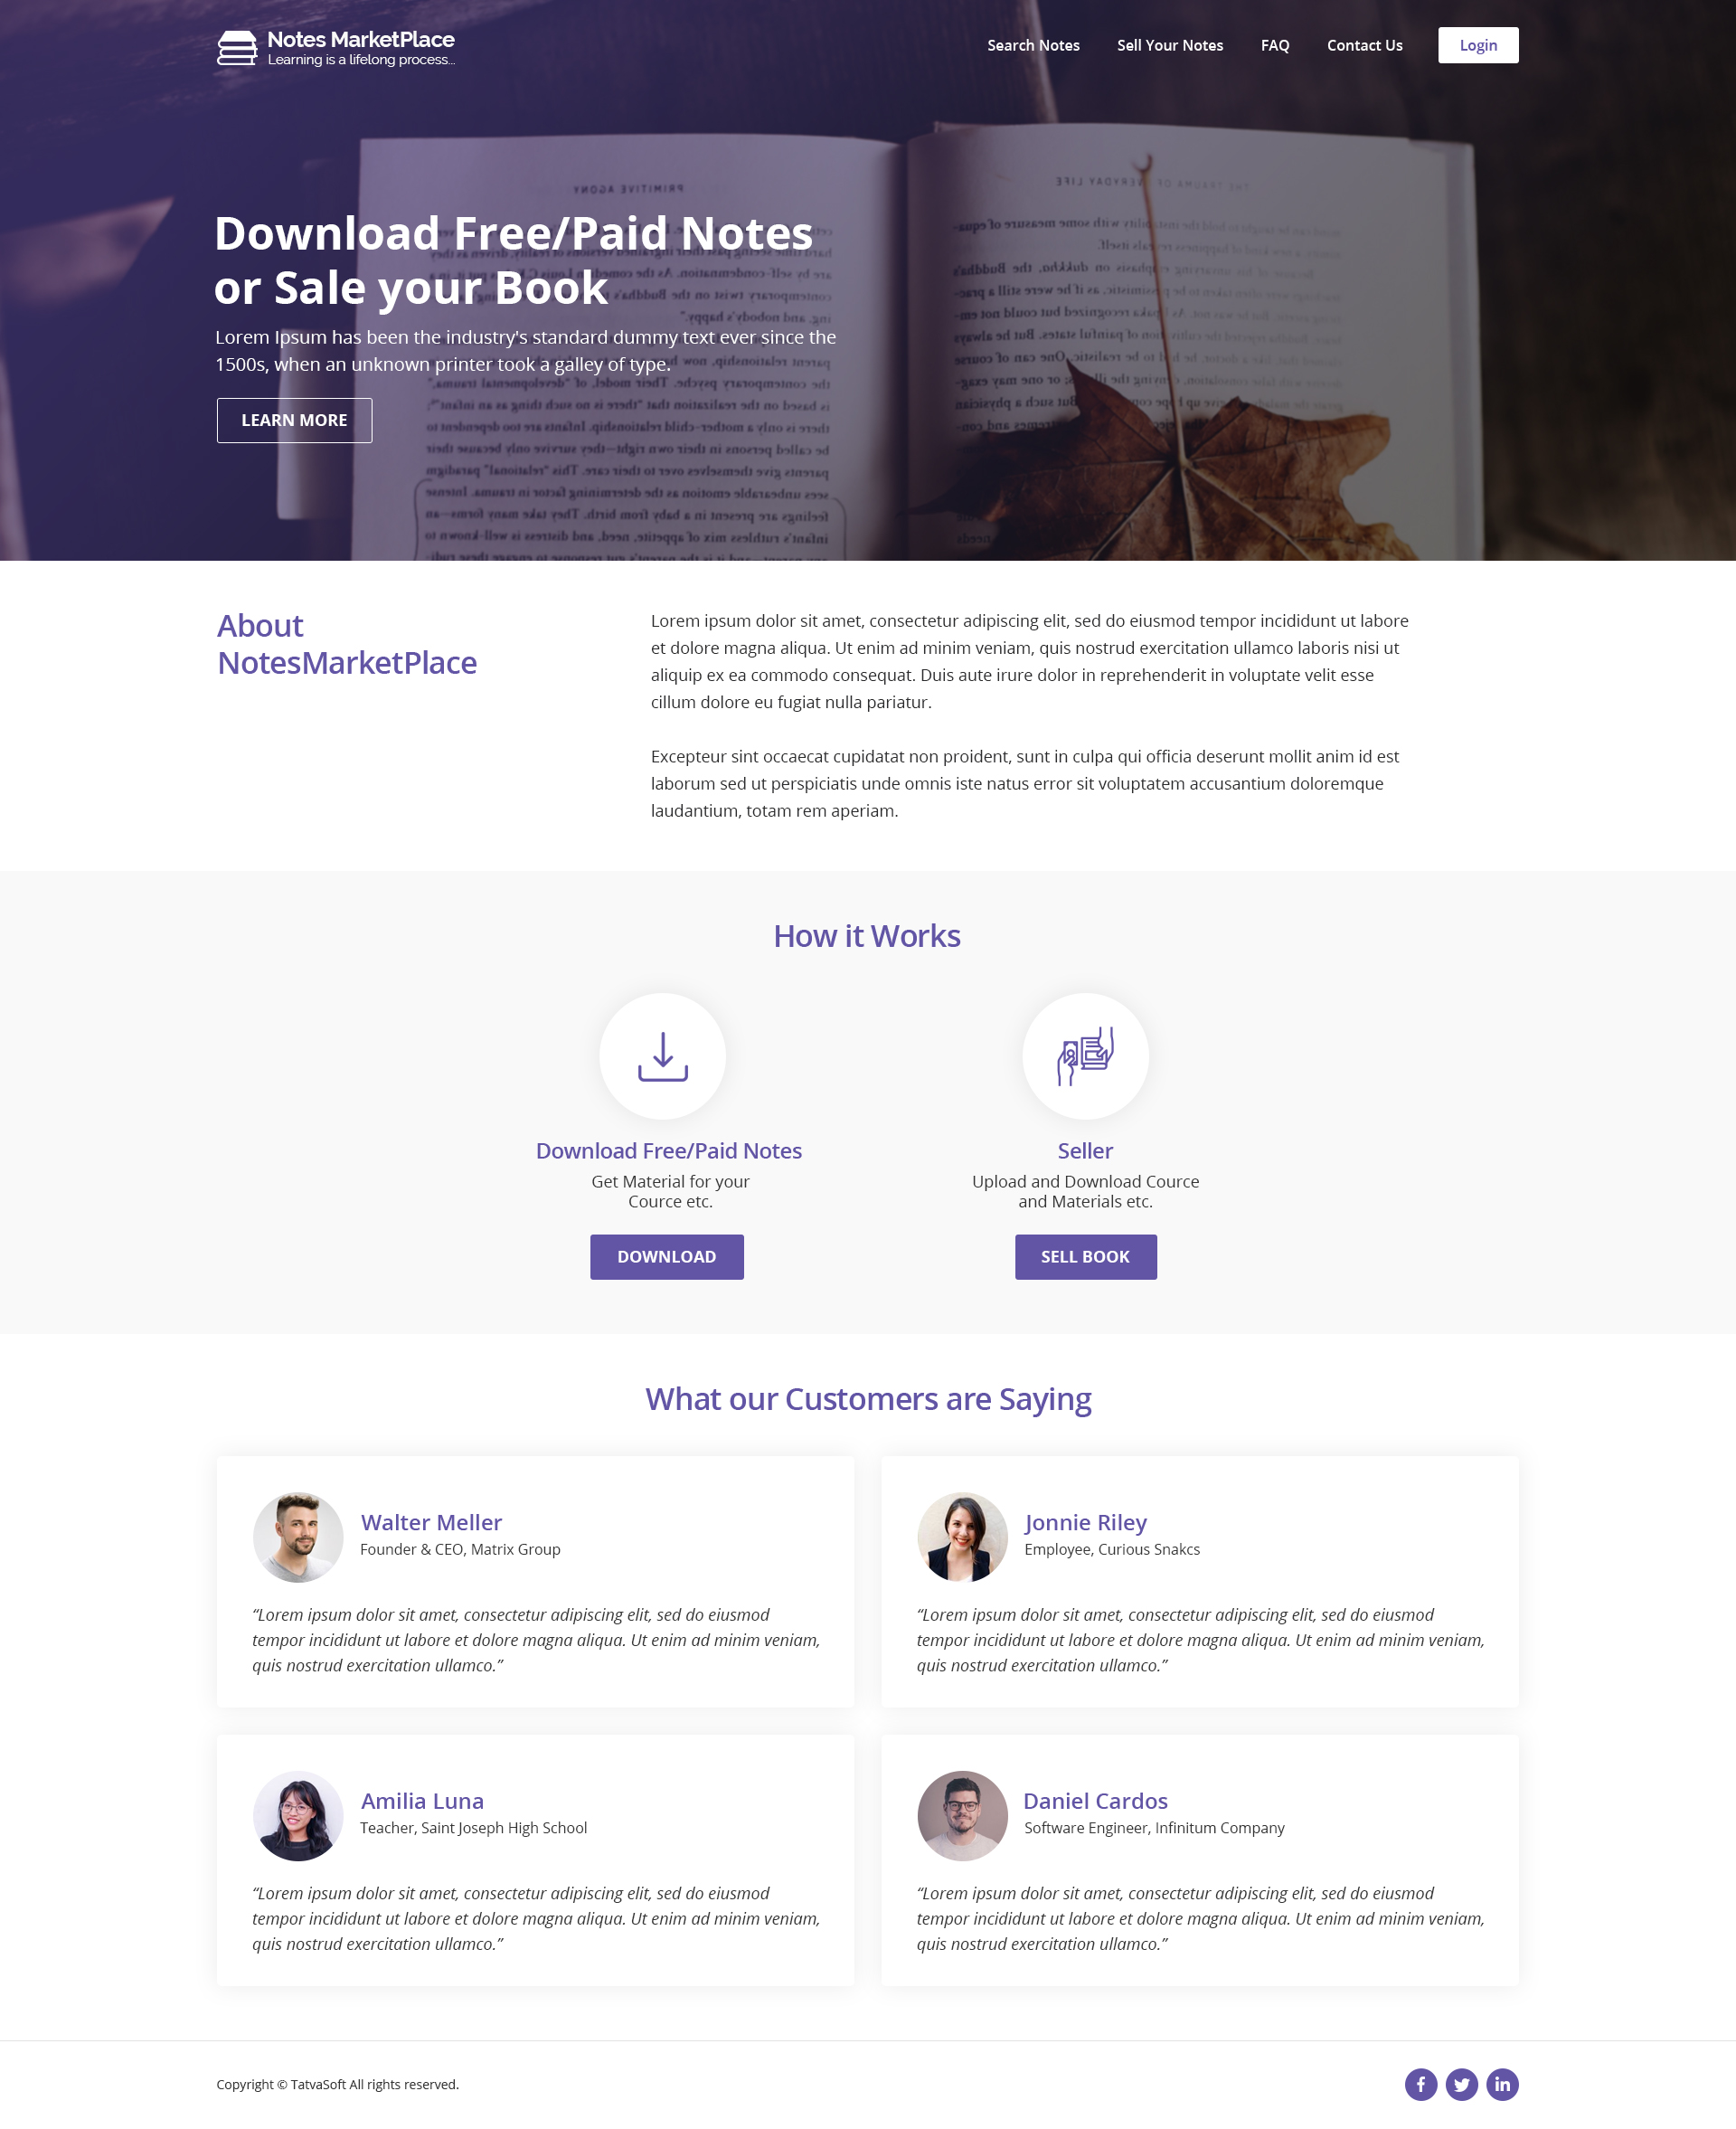 Notes MarketPlace
Learning is a lifelong process...
Search Notes
Sell Your Notes
FAQ
Contact Us
Login
PRIMITIVE AGONY
Download Free/Paid Notes
or Sale your Book
Lorem Ipsum has been the industry's standard dummy text ever since the
1500s, when an unknown printer took a galley of type.
LEARN MORE
About
NotesMarketPlace
Lorem ipsum dolor sit amet, consectetur adipiscing elit, sed do eiusmod tempor incididunt ut labore
et dolore magna aliqua. Ut enim ad minim veniam, quis nostrud exercitation ullamco laboris nisi ut
aliquip ex ea commodo consequat. Duis aute irure dolor in reprehenderit in voluptate velit esse
cillum dolore eu fugiat nulla pariatur.
Excepteur sint occaecat cupidatat non proident, sunt in culpa qui officia deserunt mollit anim id est
laborum sed ut perspiciatis unde omnis iste natus error sit voluptatem accusantium doloremque
laudantium, totam rem aperiam.
How it Works
Download Free/Paid Notes
Get Material for your
Cource etc.
DOWNLOAD
Seller
Upload and Download Cource
and Materials etc.
SELL BOOK
What our Customers are Saying
Walter Meller
Founder & CEO, Matrix Group
“Lorem ipsum dolor sit amet, consectetur adipiscing elit, sed do eiusmod
tempor incididunt ut labore et dolore magna aliqua. Ut enim ad minim veniam,
quis nostrud exercitation ullamco.”
Jonnie Riley
Employee, Curious Snakcs
“Lorem ipsum dolor sit amet, consectetur adipiscing elit, sed do eiusmod
tempor incididunt ut labore et dolore magna aliqua. Ut enim ad minim veniam,
quis nostrud exercitation ullamco.”
Amilia Luna
Teacher, Saint Joseph High School
“Lorem ipsum dolor sit amet, consectetur adipiscing elit, sed do eiusmod
tempor incididunt ut labore et dolore magna aliqua. Ut enim ad minim veniam,
quis nostrud exercitation ullamco.”
Daniel Cardos
Software Engineer, Infinitum Company
“Lorem ipsum dolor sit amet, consectetur adipiscing elit, sed do eiusmod
tempor incididunt ut labore et dolore magna aliqua. Ut enim ad minim veniam,
quis nostrud exercitation ullamco.”
Copyright © TatvaSoft All rights reserved.